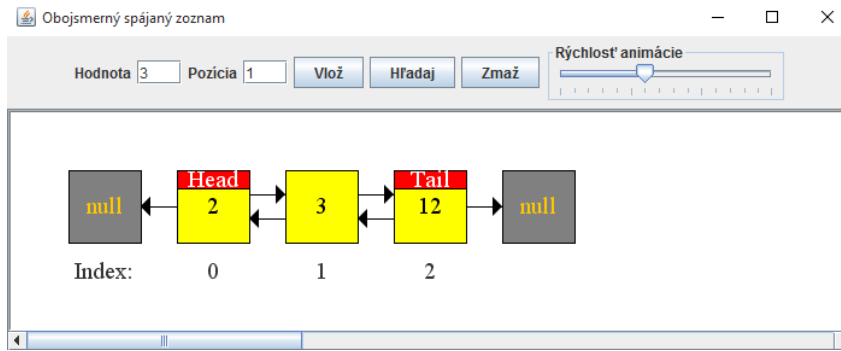 Obojsmerný spájaný zoznam
Hodnota 3 Pozícia 1 Vlož Hľadaj Zmaž Rýchlosť animácie
Head Tail
null 2 3 12 null
Index: 0 1 2